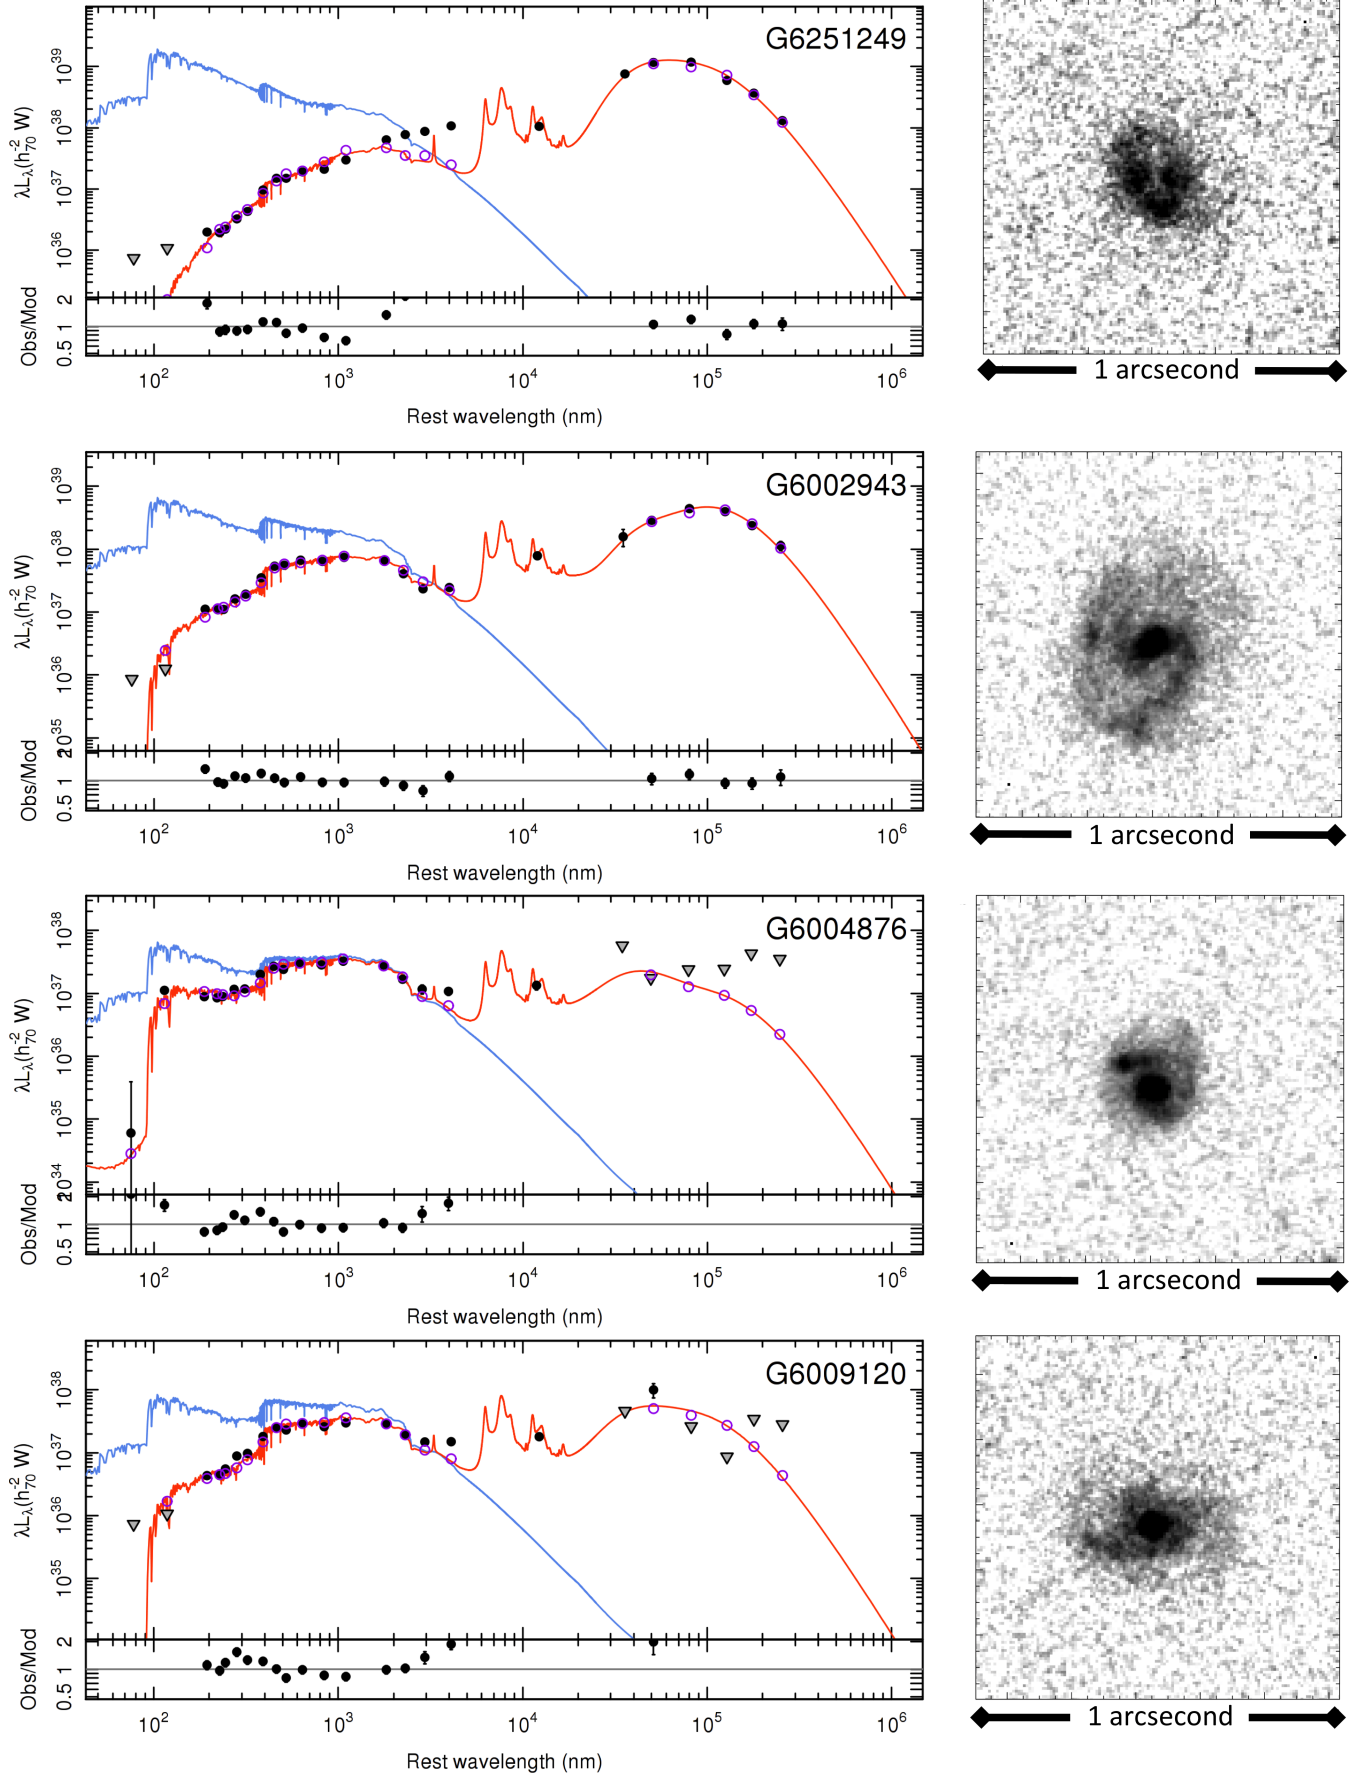 G6251249
λLλ(h70^-2 W)
10^39
10^38
10^37
10^36
Obs/Mod
2
1
0.5
10^2 10^3 10^4 10^5 10^6
Rest wavelength (nm)
1 arcsecond
G6002943
λLλ(h70^-2 W)
10^39
10^38
10^37
10^36
10^35
Obs/Mod
2
1
0.5
10^2 10^3 10^4 10^5 10^6
Rest wavelength (nm)
1 arcsecond
G6004876
λLλ(h70^-2 W)
10^38
10^37
10^36
10^35
10^34
Obs/Mod
2
1
0.5
10^2 10^3 10^4 10^5 10^6
Rest wavelength (nm)
1 arcsecond
G6009120
λLλ(h70^-2 W)
10^38
10^37
10^36
10^35
Obs/Mod
2
1
0.5
10^2 10^3 10^4 10^5 10^6
Rest wavelength (nm)
1 arcsecond